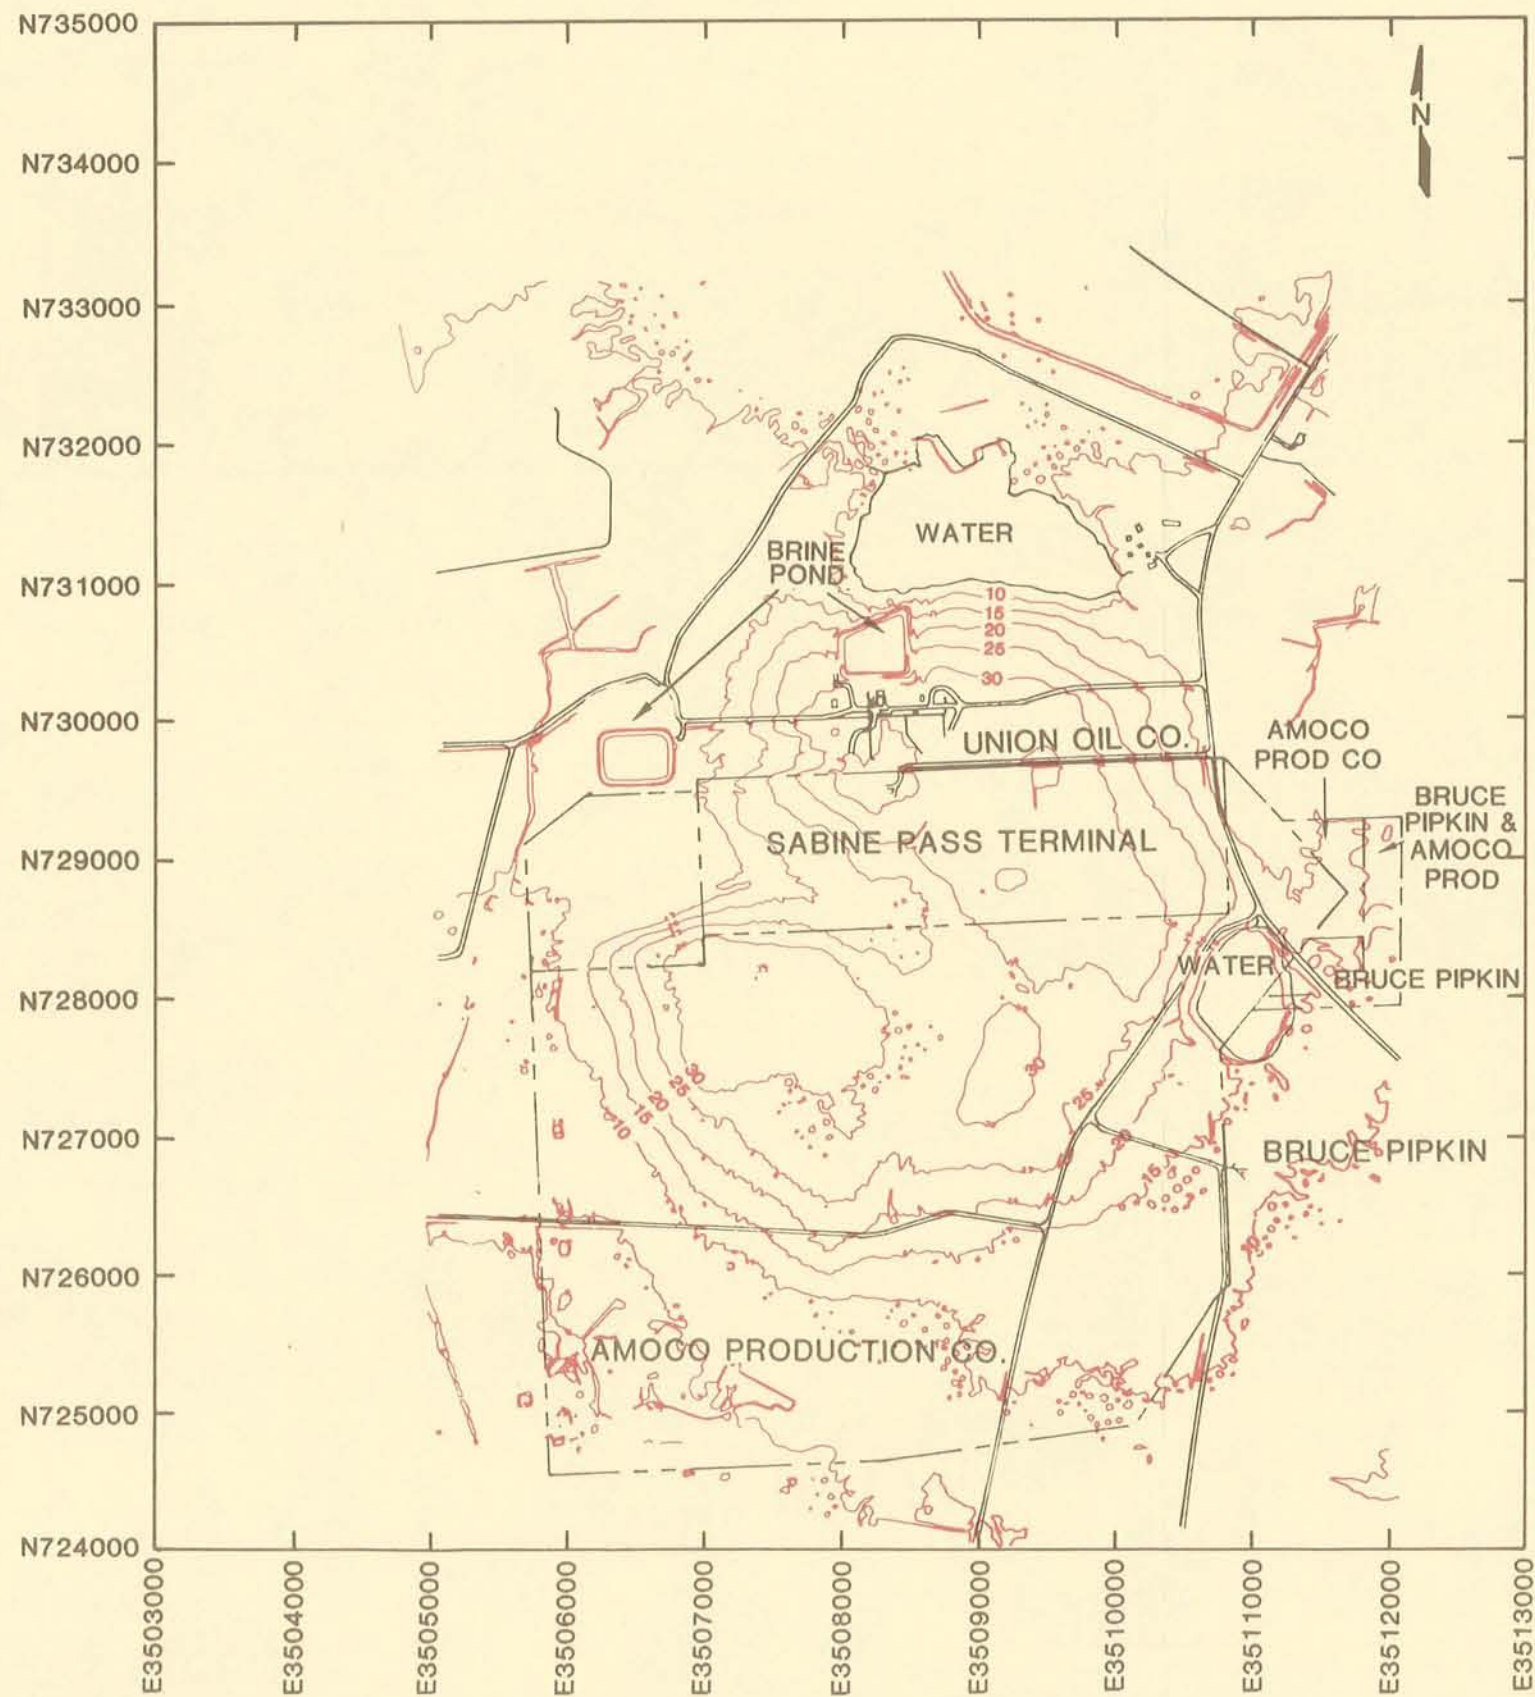 N735000
N
N734000
N733000
N732000
WATER
BRINE
POND
N731000
10
15
20
25
30
N730000
UNION OIL CO.
AMOCO
PROD CO
BRUCE
PIPKIN &
AMOCO
PROD
SABINE PASS TERMINAL
N729000
WATER
BRUCE PIPKIN
N728000
30
30
25
20
15
10
25
20
15
N727000
BRUCE PIPKIN
10
N726000
AMOCO PRODUCTION CO.
N725000
N724000
E3503000
E3504000
E3505000
E3506000
E3507000
E3508000
E3509000
E3510000
E3511000
E3512000
E3513000